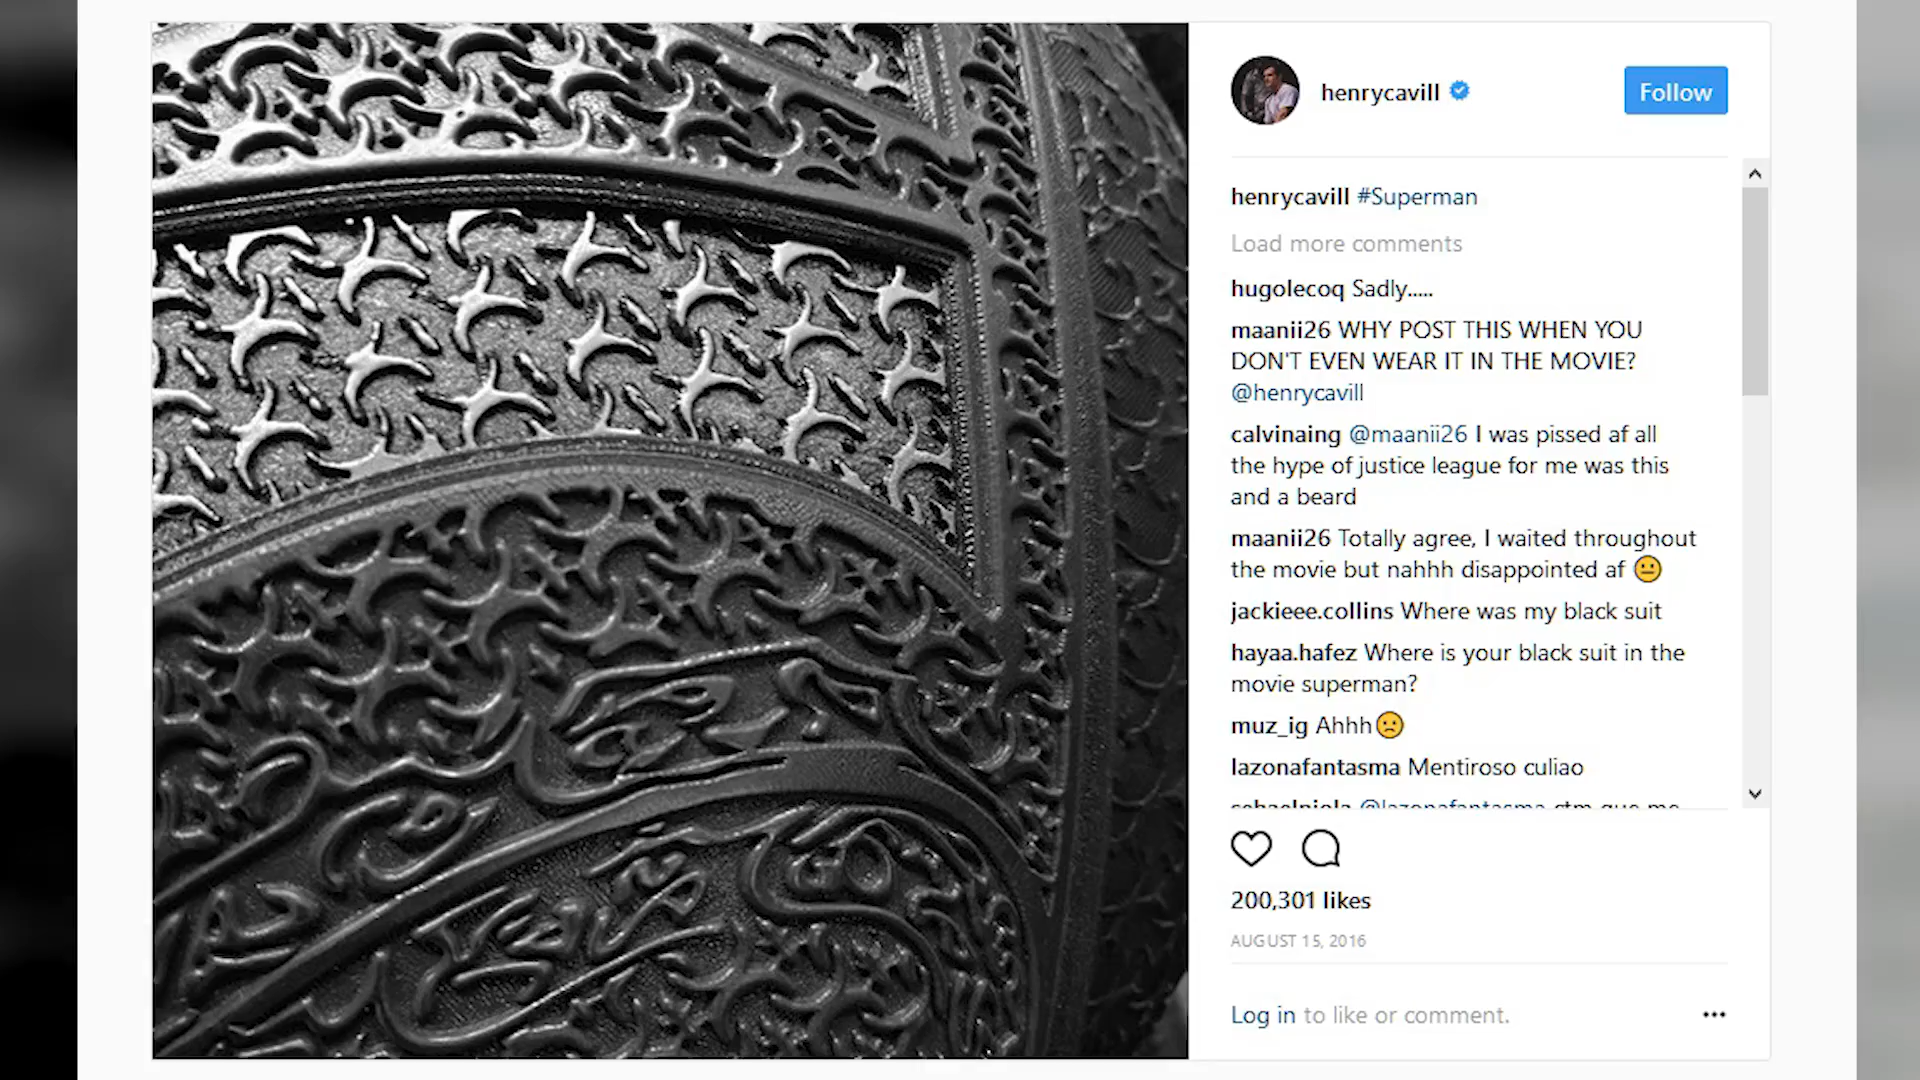 henrycavill
Follow
henrycavill #Superman
Load more comments
hugolecoq Sadly.....
maanii26 WHY POST THIS WHEN YOU
DON'T EVEN WEAR IT IN THE MOVIE?
@henrycavill
calvinaing @maanii26 I was pissed af all
the hype of justice league for me was this
and a beard
maanii26 Totally agree, I waited throughout
the movie but nahhh disappointed af 😐
jackieee.collins Where was my black suit
hayaa.hafez Where is your black suit in the
movie superman?
muz_ig Ahhh🙁
lazonafantasma Mentiroso culiao
@lazonafantasma ctm que me
200,301 likes
AUGUST 15, 2016
Log in to like or comment.